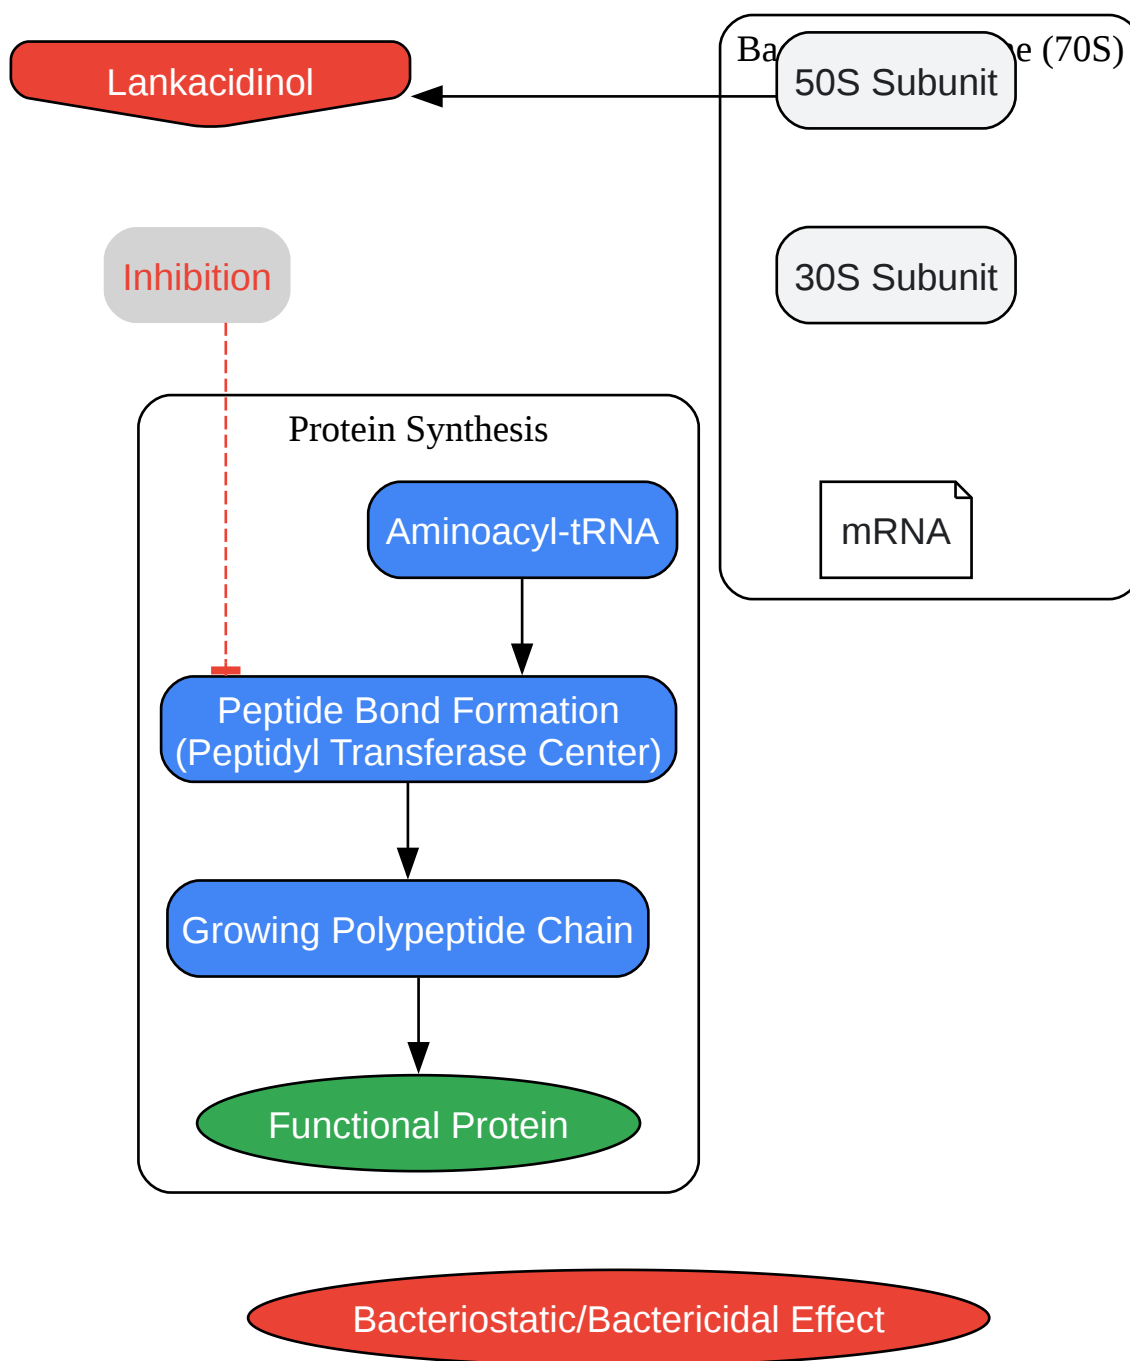 Lankacidinol
(70S)
50S Subunit
Inhibition
30S Subunit
Protein Synthesis
Aminoacyl-tRNA
mRNA
Peptide Bond Formation
(Peptidyl Transferase Center)
Growing Polypeptide Chain
Functional Protein
Bacteriostatic/Bactericidal Effect